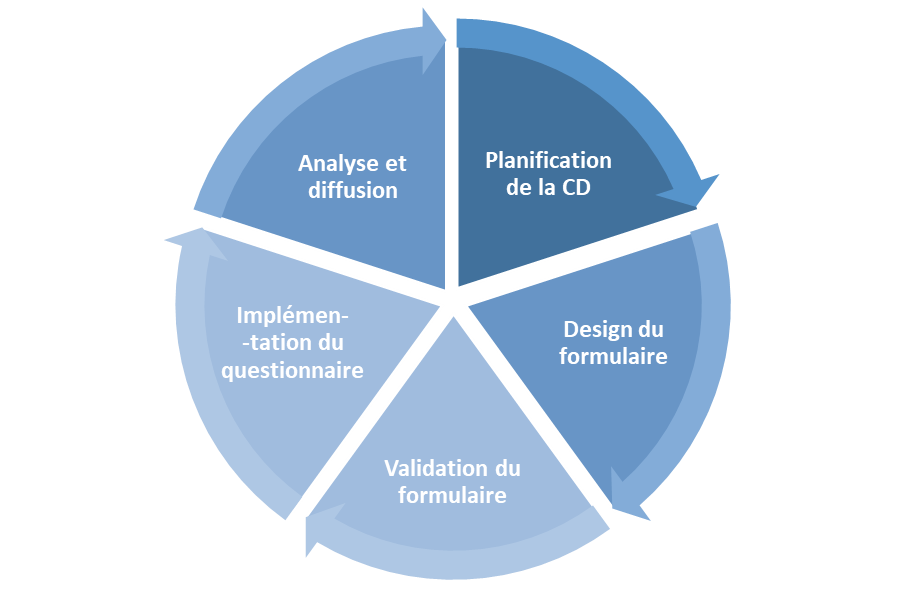 Planification
de la CD
Design du
formulaire
Validation du
formulaire
Implémen-
-tation du
questionnaire
Analyse et
diffusion